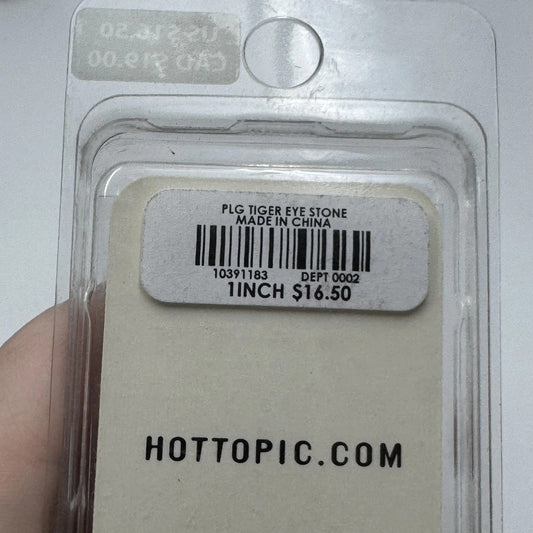 US $16.50
CAD $19.00
PLG TIGER EYE STONE
MADE IN CHINA
10391183 DEPT 0002
1INCH $16.50
HOTTOPIC.COM